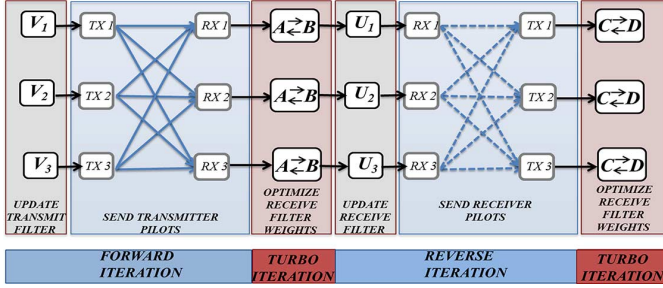 V1 TX 1 RX 1 A⇄B U1 RX 1 TX 1 C⇄D
V2 TX 2 RX 2 A⇄B U2 RX 2 TX 2 C⇄D
V3 TX 3 RX 3 A⇄B U3 RX 3 TX 3 C⇄D
UPDATE
TRANSMIT
FILTER
SEND TRANSMITTER
PILOTS
OPTIMIZE
RECEIVE
FILTER
WEIGHTS
UPDATE
RECEIVE
FILTER
SEND RECEIVER
PILOTS
OPTIMIZE
RECEIVE
FILTER
WEIGHTS
FORWARD
ITERATION
TURBO
ITERATION
REVERSE
ITERATION
TURBO
ITERATION